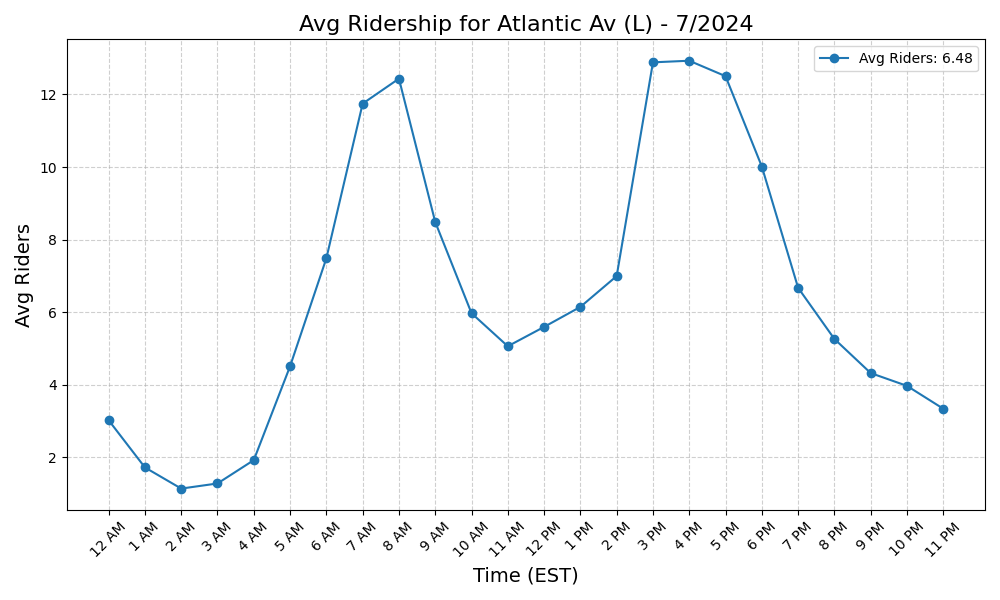 Avg Ridership for Atlantic Av (L) - 7/2024
Avg Riders: 6.48
Avg Riders
12
10
8
6
4
2
12 AM
1 AM
2 AM
3 AM
4 AM
5 AM
6 AM
7 AM
8 AM
9 AM
10 AM
11 AM
12 PM
1 PM
2 PM
3 PM
4 PM
5 PM
6 PM
7 PM
8 PM
9 PM
10 PM
11 PM
Time (EST)